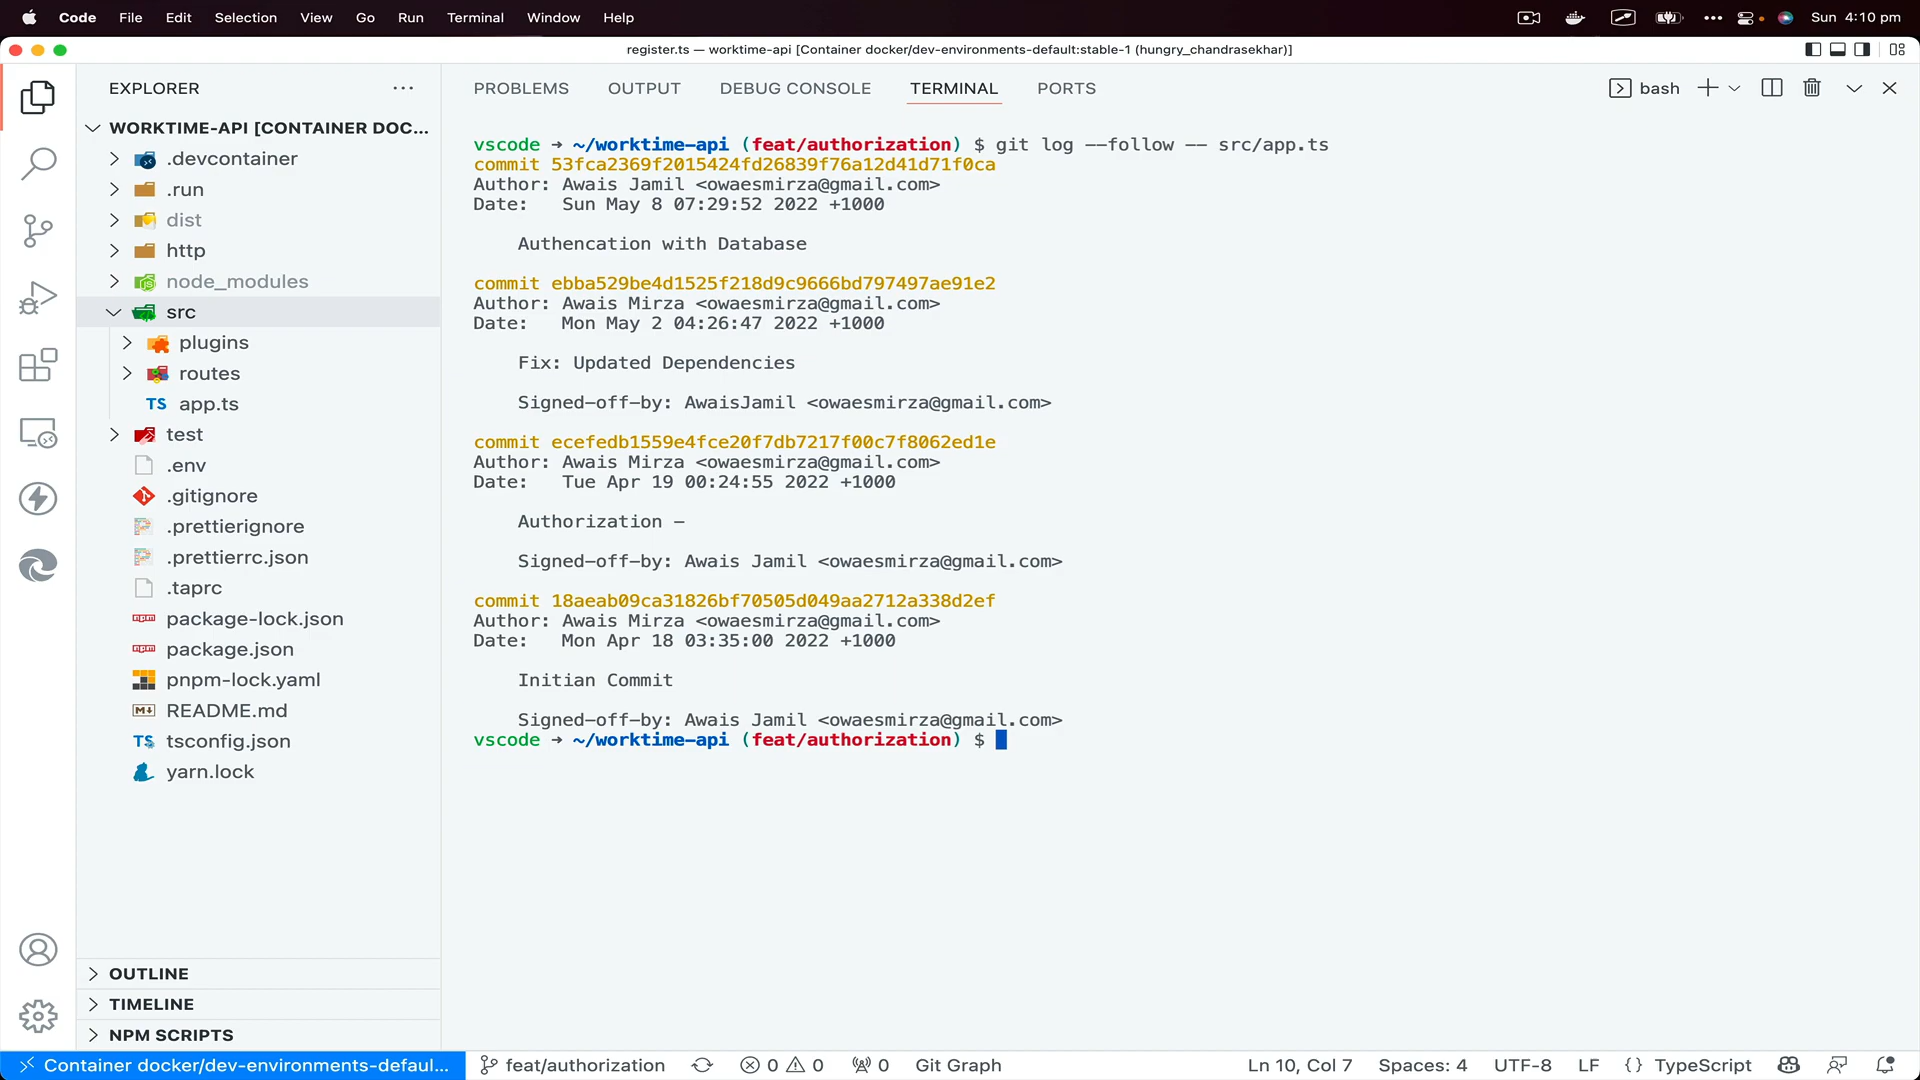 Code File Edit Selection View Go Run Terminal Window Help
Sun 4:10 pm
register.ts — worktime-api [Container docker/dev-environments-default:stable-1 (hungry_chandrasekhar)]
EXPLORER
WORKTIME-API [CONTAINER DOC...
.devcontainer
.run
dist
http
node_modules
src
plugins
routes
TS app.ts
test
.env
.gitignore
.prettierignore
.prettierrc.json
.taprc
package-lock.json
package.json
pnpm-lock.yaml
README.md
TS tsconfig.json
yarn.lock
OUTLINE
TIMELINE
NPM SCRIPTS
PROBLEMS OUTPUT DEBUG CONSOLE TERMINAL PORTS
bash
vscode ➜ ~/worktime-api (feat/authorization) $ git log --follow -- src/app.ts
commit 53fca2369f2015424fd26839f76a12d41d71f0ca
Author: Awais Jamil <owaesmirza@gmail.com>
Date: Sun May 8 07:29:52 2022 +1000
Authencation with Database
commit ebba529be4d1525f218d9c9666bd797497ae91e2
Author: Awais Mirza <owaesmirza@gmail.com>
Date: Mon May 2 04:26:47 2022 +1000
Fix: Updated Dependencies
Signed-off-by: AwaisJamil <owaesmirza@gmail.com>
commit ecefedb1559e4fce20f7db7217f00c7f8062ed1e
Author: Awais Mirza <owaesmirza@gmail.com>
Date: Tue Apr 19 00:24:55 2022 +1000
Authorization -
Signed-off-by: Awais Jamil <owaesmirza@gmail.com>
commit 18aeab09ca31826bf70505d049aa2712a338d2ef
Author: Awais Mirza <owaesmirza@gmail.com>
Date: Mon Apr 18 03:35:00 2022 +1000
Initian Commit
Signed-off-by: Awais Jamil <owaesmirza@gmail.com>
vscode ➜ ~/worktime-api (feat/authorization) $
Container docker/dev-environments-defaul... feat/authorization 0 0 0 Git Graph Ln 10, Col 7 Spaces: 4 UTF-8 LF {} TypeScript